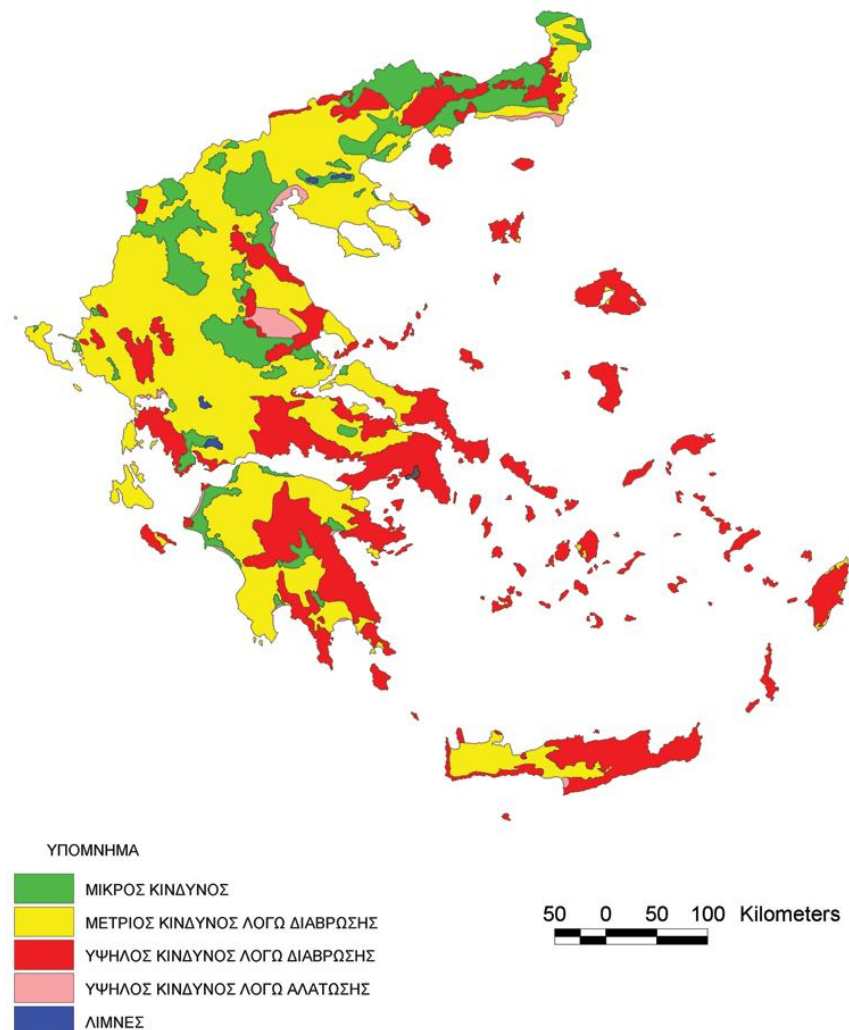 ΥΠΟΜΝΗΜΑ
ΜΙΚΡΟΣ ΚΙΝΔΥΝΟΣ
ΜΕΤΡΙΟΣ ΚΙΝΔΥΝΟΣ ΛΟΓΩ ΔΙΑΒΡΩΣΗΣ
ΥΨΗΛΟΣ ΚΙΝΔΥΝΟΣ ΛΟΓΩ ΔΙΑΒΡΩΣΗΣ
ΥΨΗΛΟΣ ΚΙΝΔΥΝΟΣ ΛΟΓΩ ΑΛΑΤΩΣΗΣ
ΛΙΜΝΕΣ
50 0 50 100 Kilometers